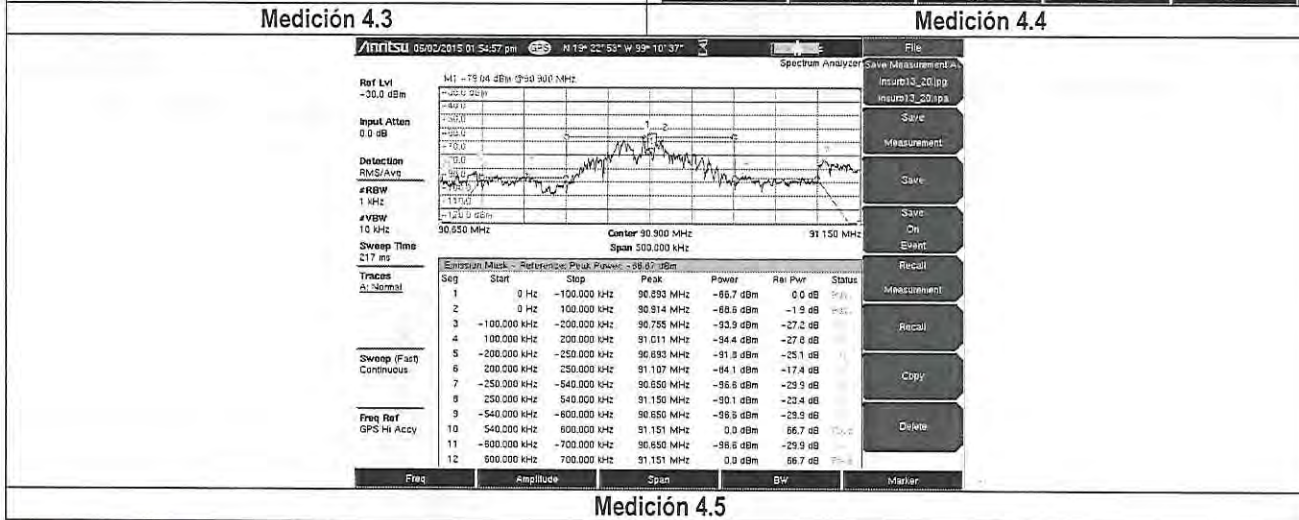 Medición 4.3
Medición 4.4
Anritsu 05/02/2015 01:54:57 pm GPS N 19° 22' 53" W 99° 10' 37"
Spectrum Analyzer
M1 -79.04 dBm @90.900 MHz
Ref Lvl
-30.0 dBm
Input Atten
0.0 dB
Detection
RMS/Avg
#RBW
1 kHz
#VBW
10 kHz
Sweep Time
217 ms
Traces
A: Normal
Sweep (Fast)
Continuous
Freq Ref
GPS Hi Accy
-40.0
-110.0
-120.0 dBm
1 2
90.650 MHz
Center 90.900 MHz
Span 500.000 kHz
91.150 MHz
Emission Mask - Reference: Peak Power: -66.67 dBm
Seg Start Stop Peak Power Rel Pwr Status
1 0 Hz -100.000 kHz 90.893 MHz -66.7 dBm 0.0 dB
2 0 Hz 100.000 kHz 90.914 MHz -68.6 dBm -1.9 dB
3 -100.000 kHz -200.000 kHz 90.755 MHz -93.9 dBm -27.2 dB
4 100.000 kHz 200.000 kHz 91.011 MHz -94.4 dBm -27.8 dB
5 -200.000 kHz -250.000 kHz 90.693 MHz -91.8 dBm -25.1 dB
6 200.000 kHz 250.000 kHz 91.107 MHz -84.1 dBm -17.4 dB
7 -250.000 kHz -540.000 kHz 90.650 MHz -96.6 dBm -29.9 dB
8 250.000 kHz 540.000 kHz 91.150 MHz -90.1 dBm -23.4 dB
9 -540.000 kHz -600.000 kHz 90.650 MHz -96.6 dBm -29.9 dB
10 540.000 kHz 600.000 kHz 91.151 MHz 0.0 dBm 66.7 dB
11 -600.000 kHz -700.000 kHz 90.650 MHz -96.6 dBm -29.9 dB
12 600.000 kHz 700.000 kHz 91.151 MHz 0.0 dBm 66.7 dB
File
Save Measurement As
insurb13_20.jpg
insurb13_20.spa
Save
Measurement
Save
Save
On
Event
Recall
Measurement
Recall
Copy
Delete
Freq Amplitude Span BW Marker
Medición 4.5